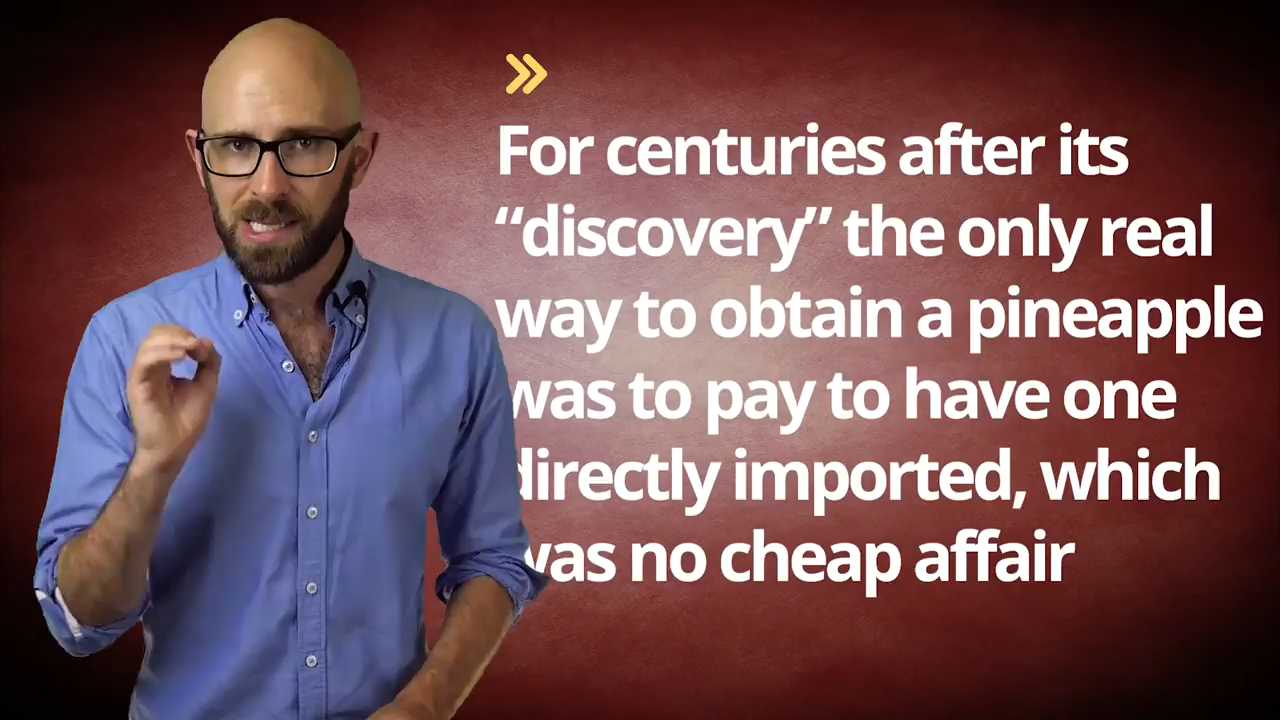 For centuries after its
“discovery” the only real
way to obtain a pineapple
was to pay to have one
directly imported, which
was no cheap affair